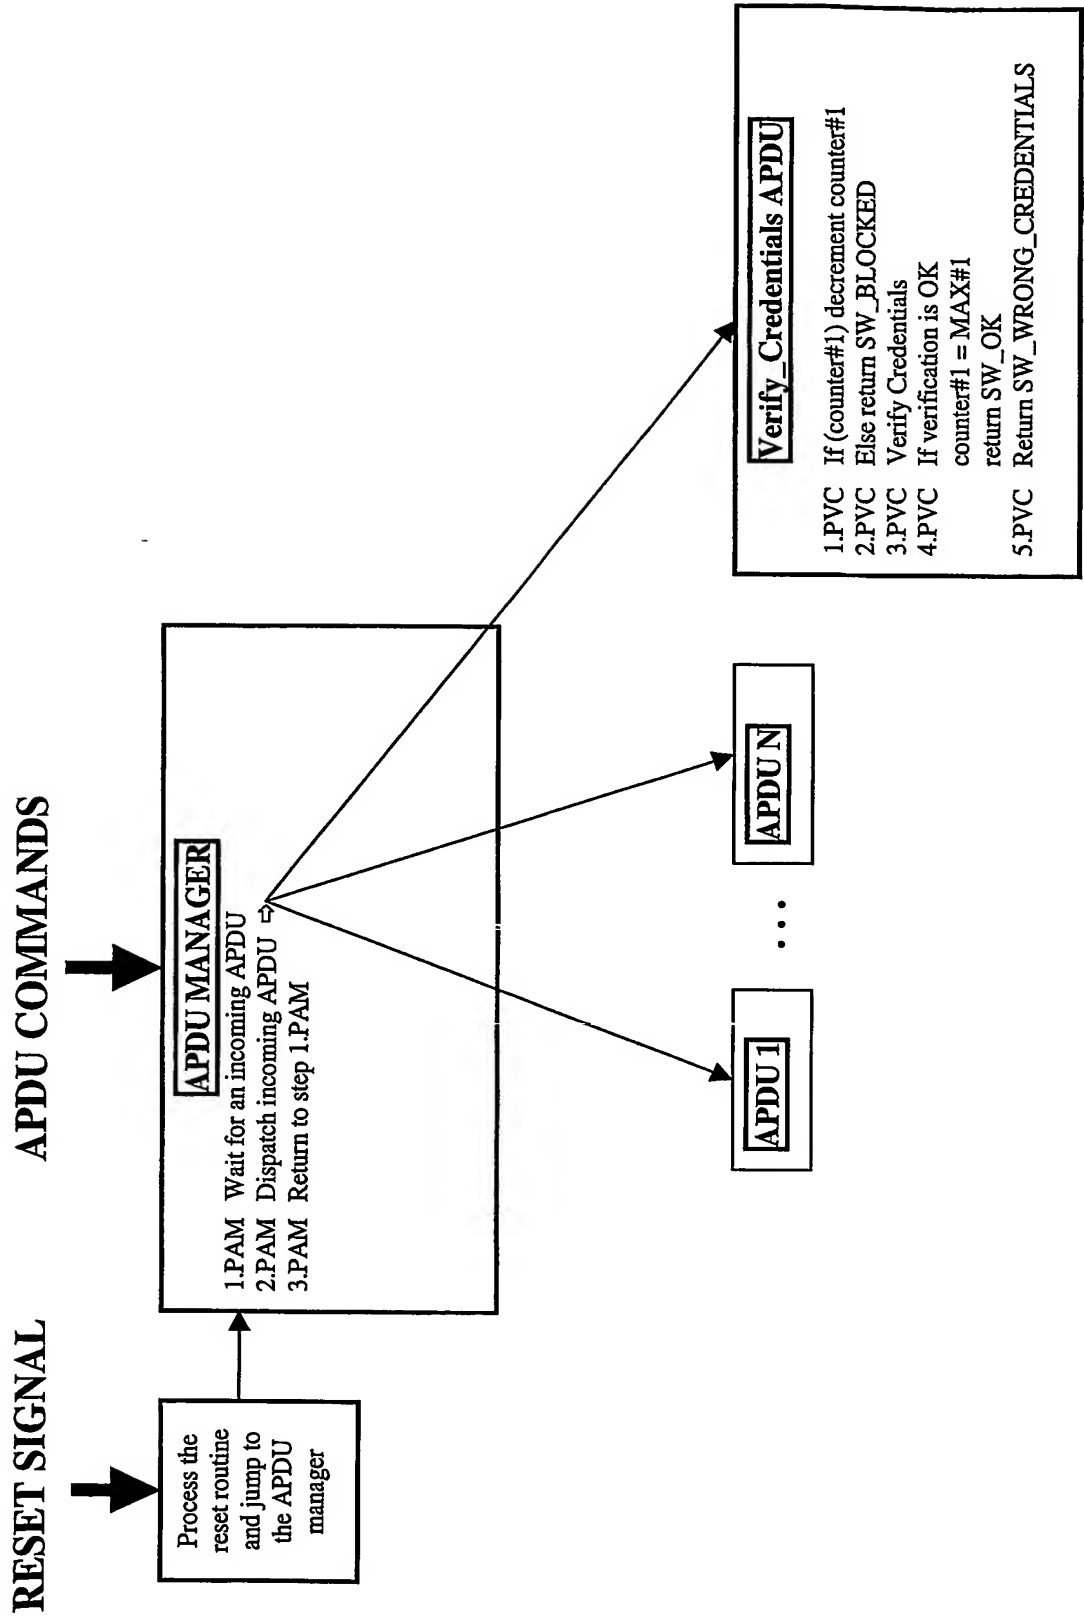 RESET SIGNAL
APDU COMMANDS
Process the
reset routine
and jump to
the APDU
manager
APDU MANAGER
1.PAM Wait for an incoming APDU
2.PAM Dispatch incoming APDU ⇨
3.PAM Return to step 1.PAM
APDU 1
...
APDU N
Verify_Credentials APDU
1.PVC If (counter#1) decrement counter#1
2.PVC Else return SW_BLOCKED
3.PVC Verify Credentials
4.PVC If verification is OK
counter#1 = MAX#1
return SW_OK
5.PVC Return SW_WRONG_CREDENTIALS